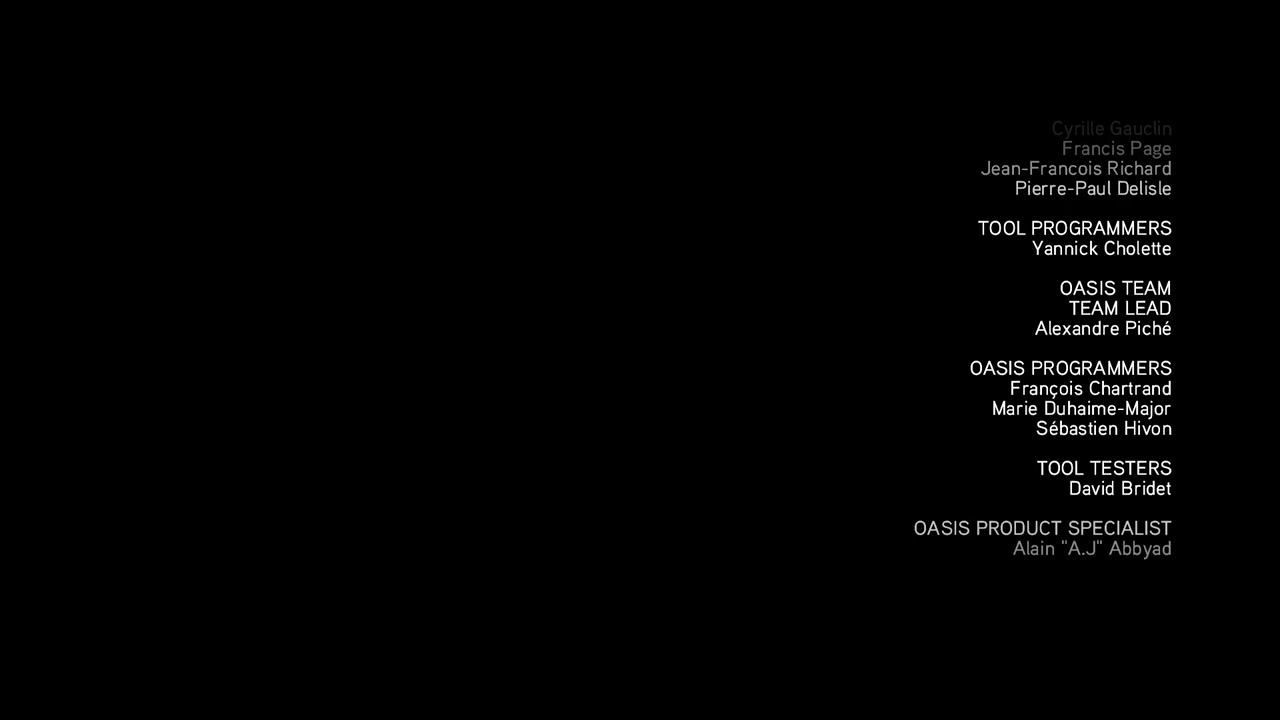 Cyrille Gauclin
Francis Page
Jean-Francois Richard
Pierre-Paul Delisle
TOOL PROGRAMMERS
Yannick Cholette
OASIS TEAM
TEAM LEAD
Alexandre Piché
OASIS PROGRAMMERS
François Chartrand
Marie Duhaime-Major
Sébastien Hivon
TOOL TESTERS
David Bridet
OASIS PRODUCT SPECIALIST
Alain "A.J" Abbyad